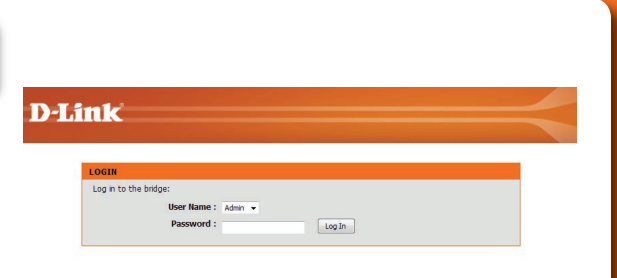 D-Link
LOGIN
Log in to the bridge:
User Name : Admin
Password : Log In